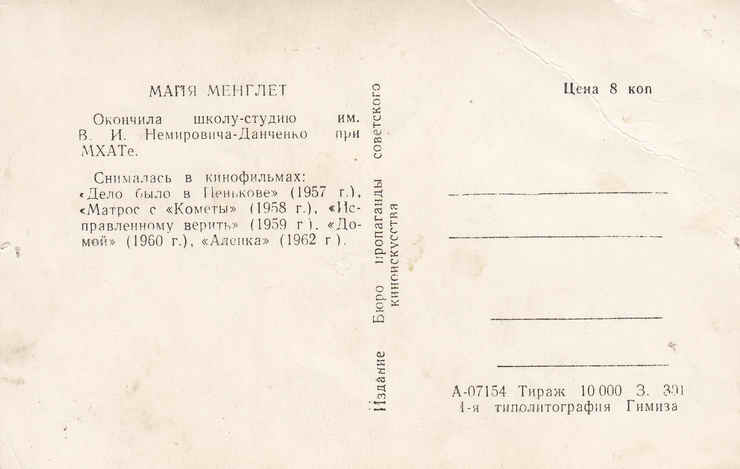 МАЙЯ МЕНГЛЕТ
Окончила школу-студию им.
В. И. Немировича-Данченко при
МХАТе.
Снималась в кинофильмах:
«Дело было в Пенькове» (1957 г.),
«Матрос с «Кометы» (1958 г.), «Ис-
правленному верить» (1959 г). «До-
мой» (1960 г.), «Аленка» (1962 г).
Издание Бюро пропаганды советского
киноискусства
Цена 8 коп
А-07154 Тираж 10 000 З. 391
1-я типолитография Гимиза